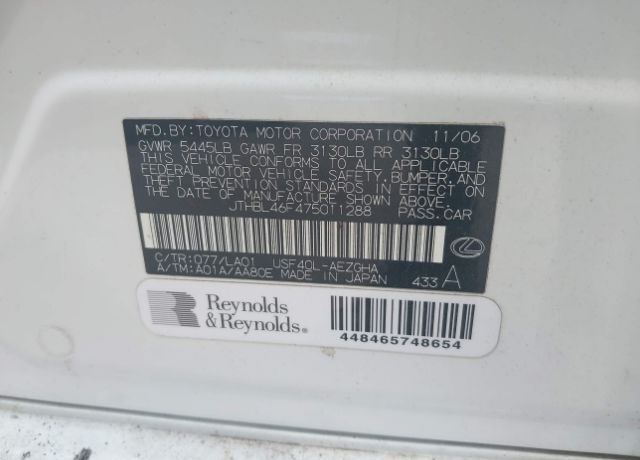 MFD.BY:TOYOTA MOTOR CORPORATION 11/06
GVWR 5445LB GAWR FR 3130LB RR 3130LB
THIS VEHICLE CONFORMS TO ALL APPLICABLE
FEDERAL MOTOR VEHICLE SAFETY,BUMPER,AND
THEFT PREVENTION STANDARDS IN EFFECT ON
THE DATE OF MANUFACTURE SHOWN ABOVE.
JTHBL46F475011288 PASS.CAR
C/TR:077/LA01 USF40L-AEZGHA
A/TM:A01A/AA80E MADE IN JAPAN 433 A
Reynolds
&Reynolds®
448465748654